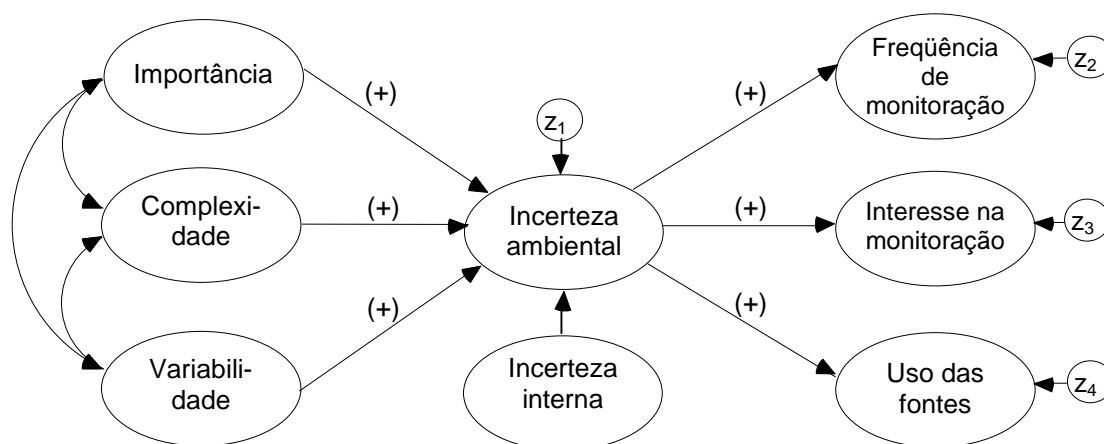 Importância
(+)
Complexi-
dade
(+)
Variabili-
dade
(+)
z1
Incerteza
ambiental
Incerteza
interna
(+)
Freqüência
de
monitoração
z2
(+)
Interesse na
monitoração
z3
(+)
Uso das
fontes
z4